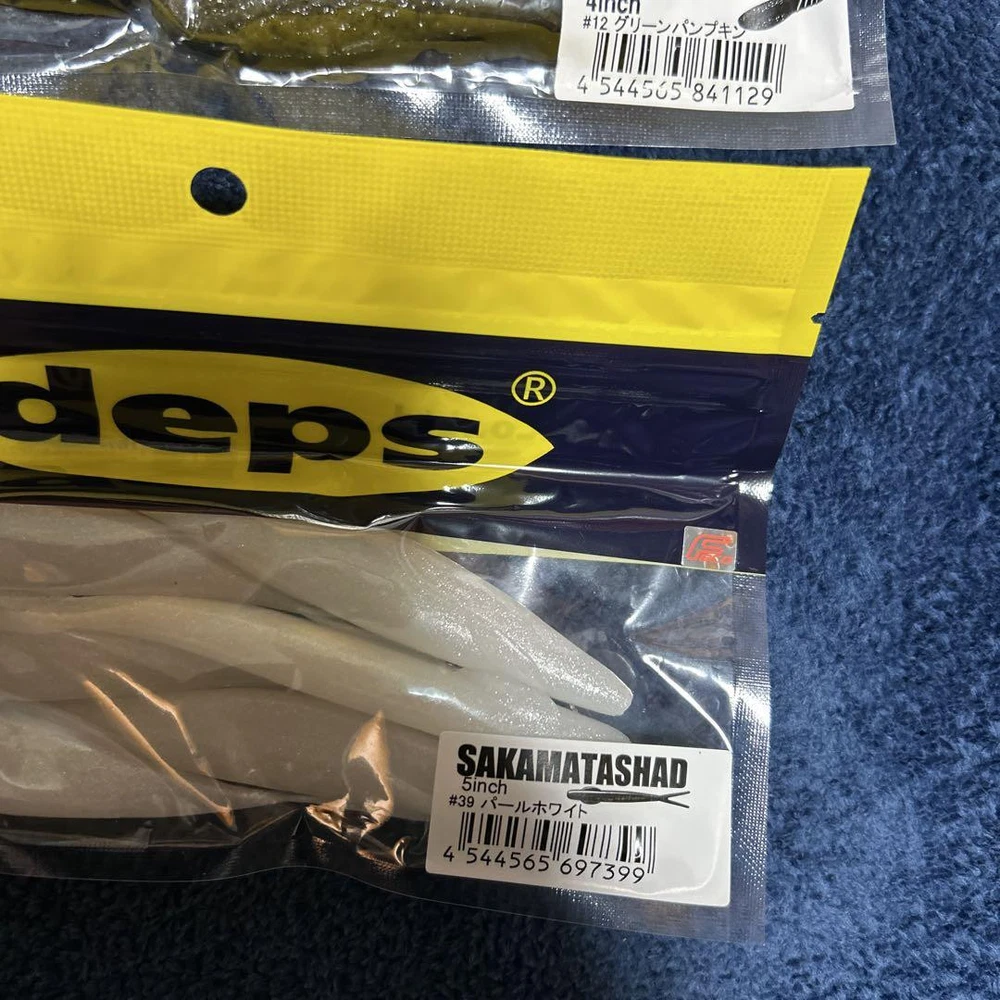 4inch
#12 グリーンパンプキン
4 544565 841129
deps®
SAKAMATASHAD
5inch
#39 パールホワイト
4 544565 697399